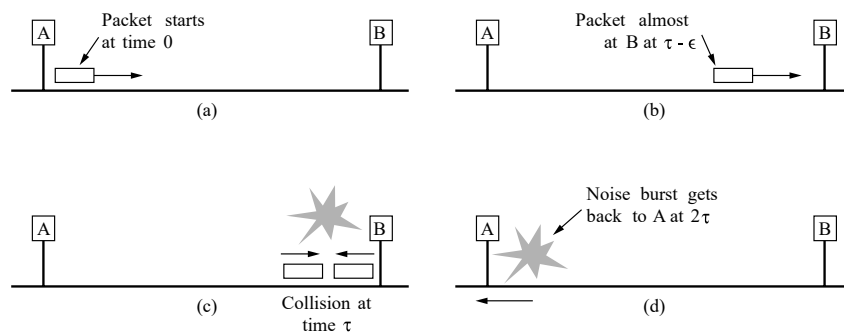 A
Packet starts
at time 0
B
(a)
A
Packet almost
at B at τ - ϵ
B
(b)
A
B
Collision at
time τ
(c)
A
Noise burst gets
back to A at 2τ
B
(d)